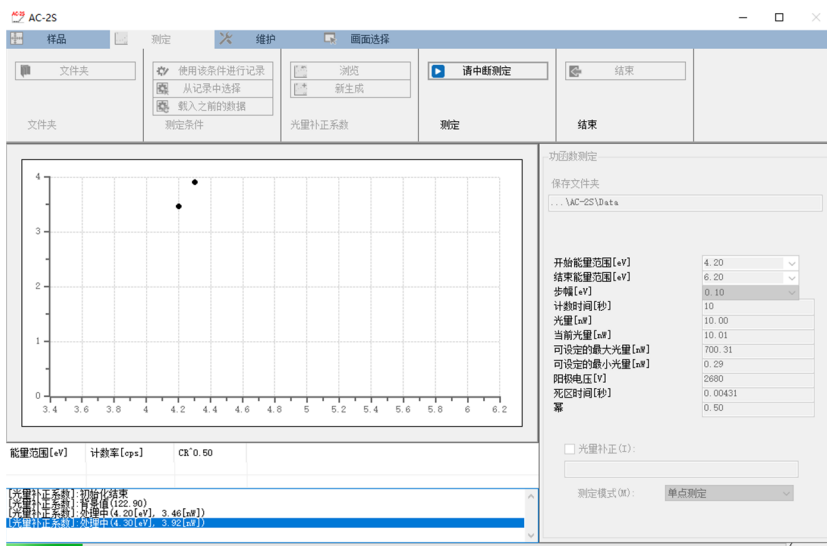 AC-2S
样品
测定
维护
画面选择
文件夹
使用该条件进行记录
从记录中选择
载入之前的数据
浏览
新生成
请中断测定
结束
文件夹
测定条件
光量补正系数
测定
结束
4
3
2
1
0
3.4 3.6 3.8 4 4.2 4.4 4.6 4.8 5 5.2 5.4 5.6 5.8 6 6.2
功函数测定
保存文件夹
...\AC-2S\Data
开始能量范围[eV] 4.20
结束能量范围[eV] 6.20
步幅[eV] 0.10
计数时间[秒] 10
光量[nW] 10.00
当前光量[nW] 10.01
可设定的最大光量[nW] 700.31
可设定的最小光量[nW] 0.29
阳极电压[V] 2680
死区时间[秒] 0.00431
幂 0.50
光量补正(I):
测定模式(M): 单点测定
能量范围[eV] 计数率[cps] CR^0.50
[光量补正系数]:初始化结束
[光量补正系数]:背景值(122.90)
[光量补正系数]:处理中(4.20[eV], 3.46[nW])
[光量补正系数]:处理中(4.30[eV], 3.92[nW])